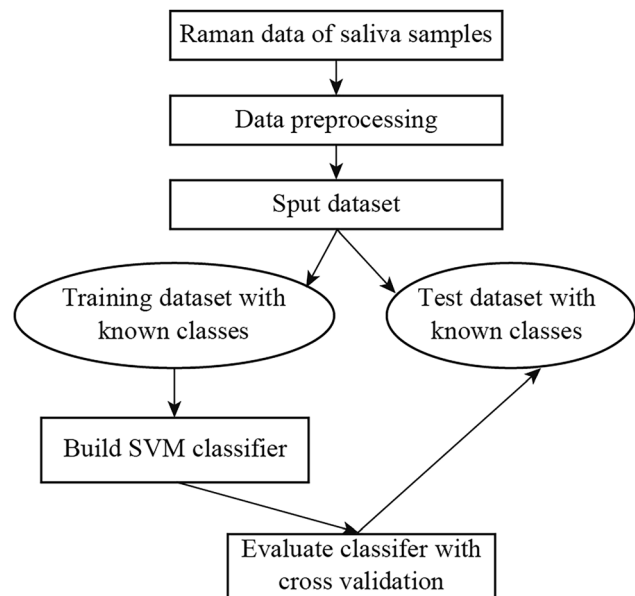 Raman data of saliva samples
Data preprocessing
Sput dataset
Training dataset with
known classes
Test dataset with
known classes
Build SVM classifier
Evaluate classifer with
cross validation